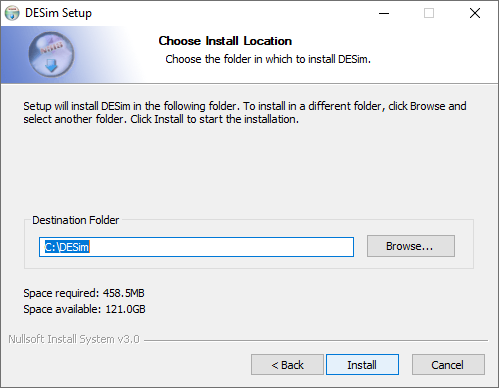 DESim Setup
Choose Install Location
Choose the folder in which to install DESim.
Setup will install DESim in the following folder. To install in a different folder, click Browse and
select another folder. Click Install to start the installation.
Destination Folder
C:\DESim
Browse...
Space required: 458.5MB
Space available: 121.0GB
Nullsoft Install System v3.0
< Back
Install
Cancel